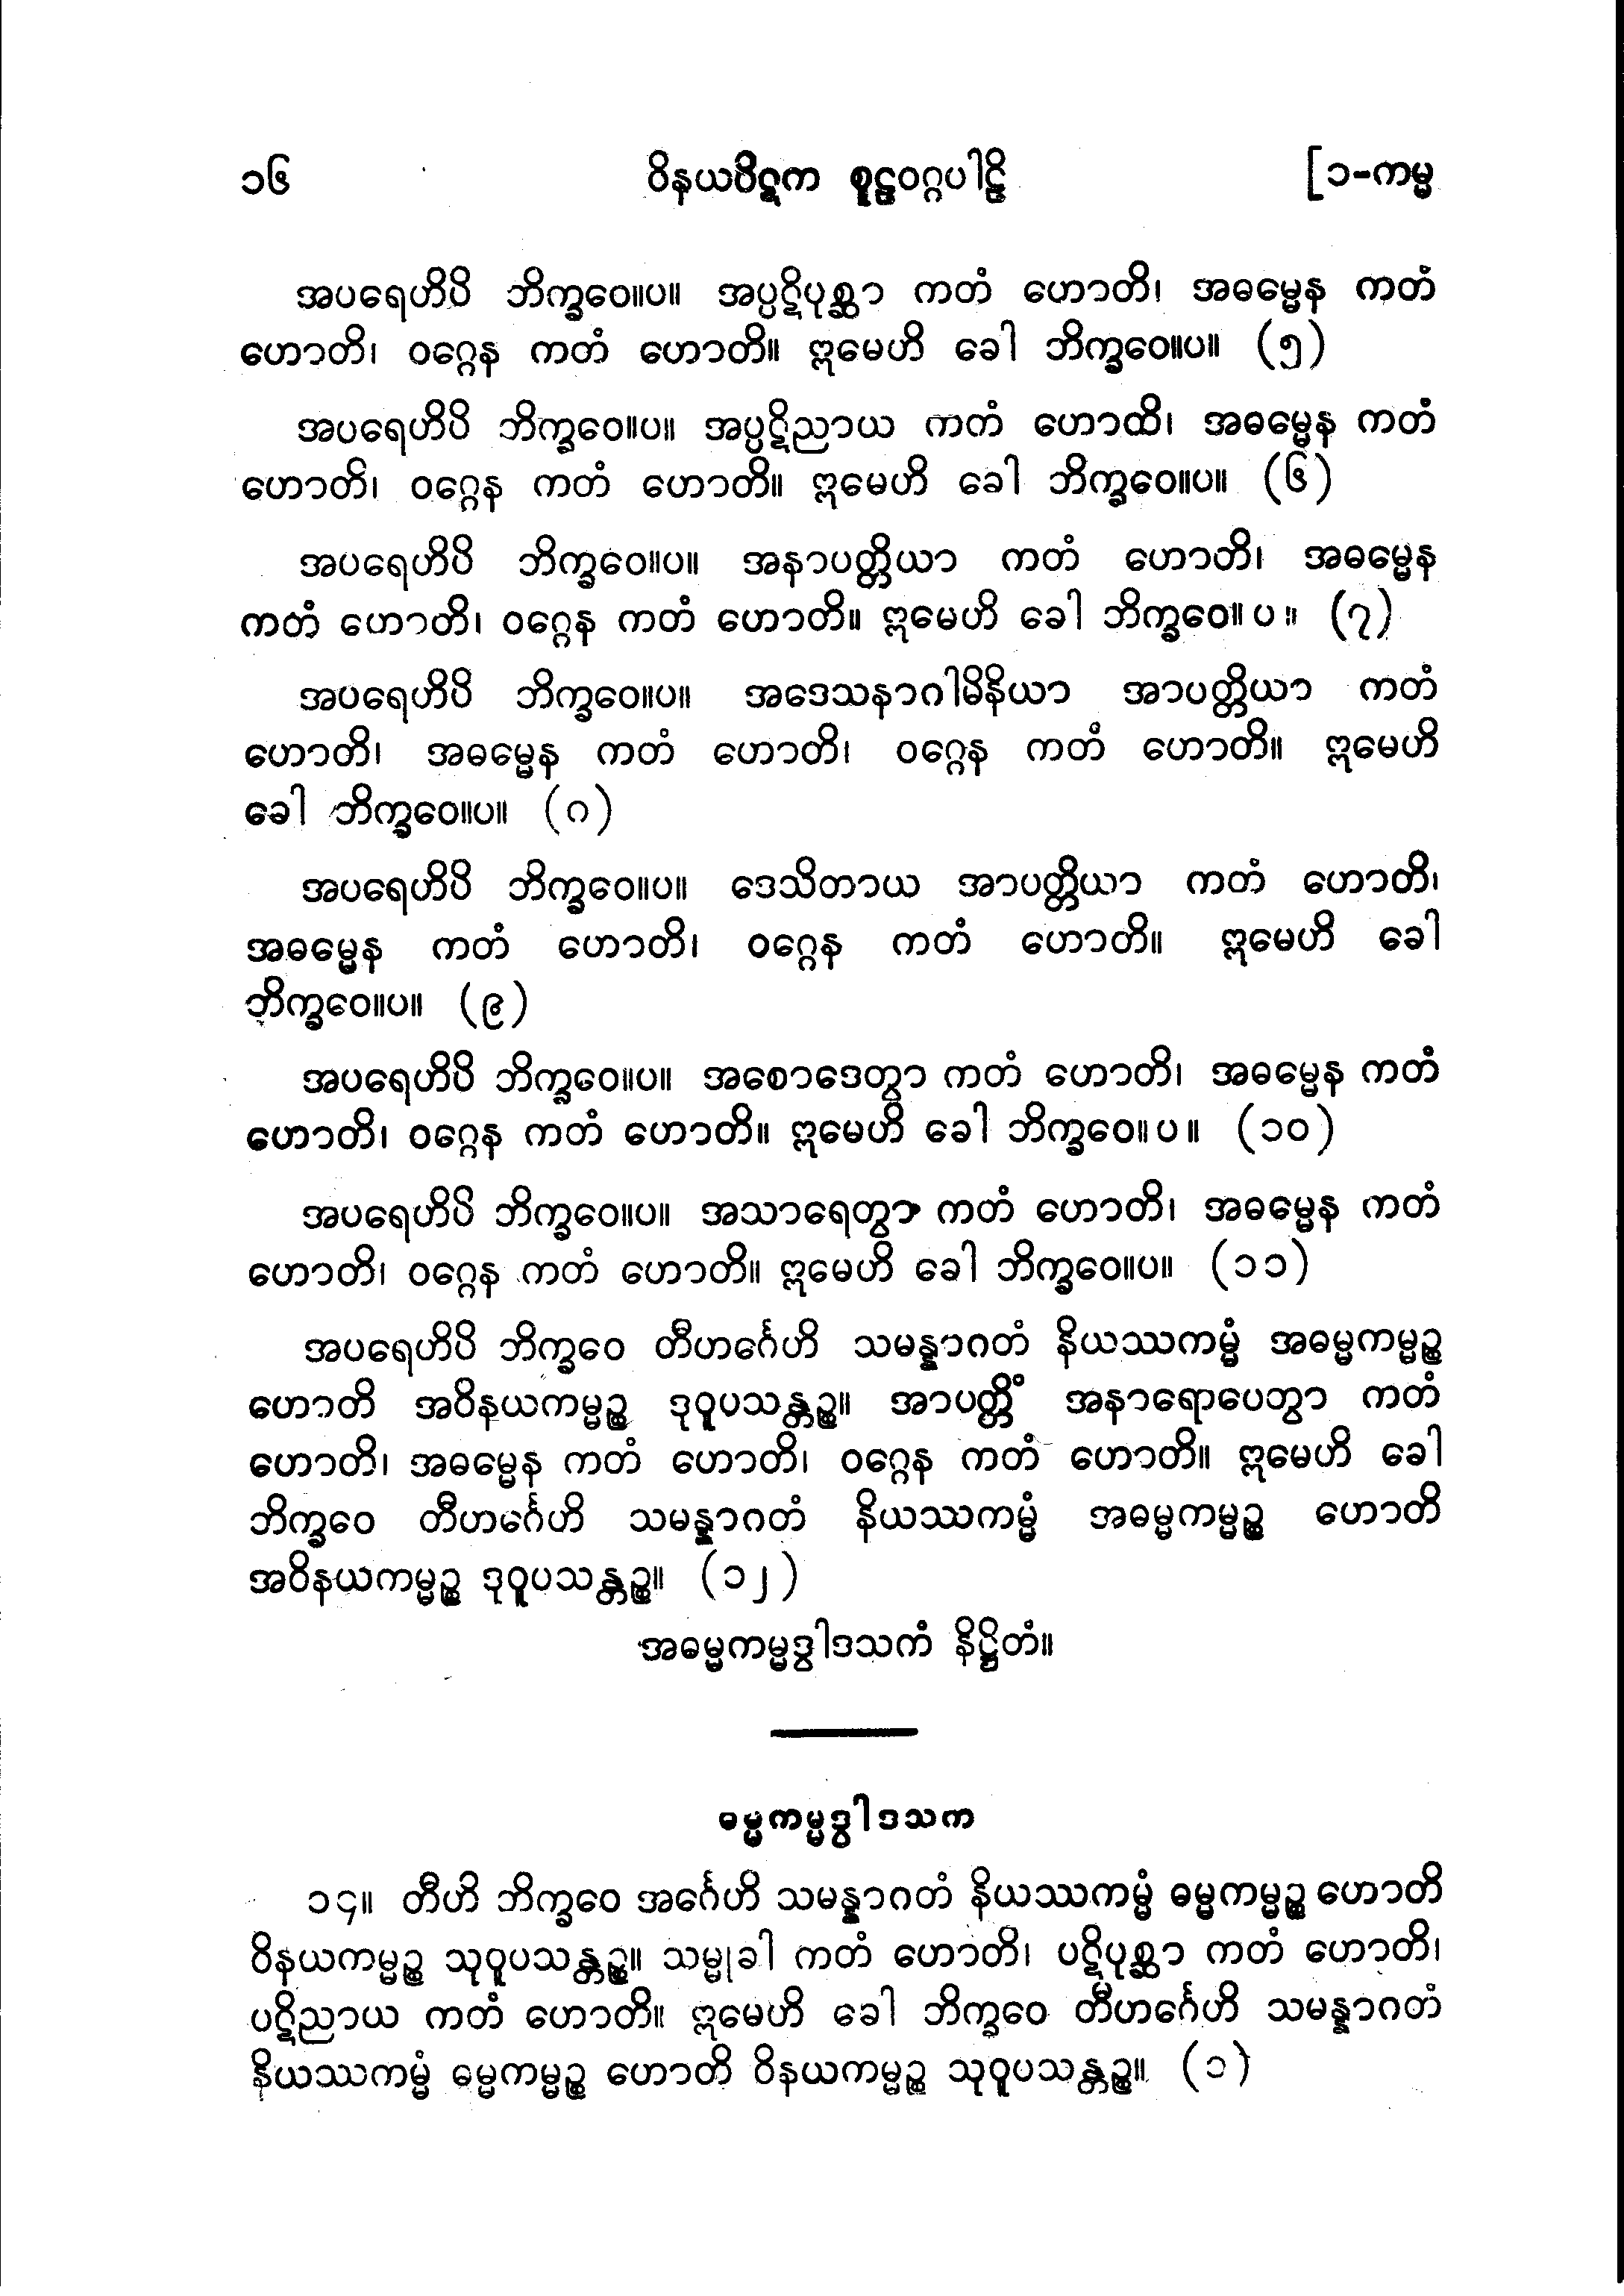 ၁၆ ဝိနယပိဋက စူဠဝဂ္ဂပါဠိ [၁-ကမ္မ
အပရေဟိပိ ဘိက္ခဝေ။ပ။ အပ္ပဋိပုစ္ဆာ ကတံ ဟောတိ၊ အဓမ္မေန ကတံ
ဟောတိ၊ ဝဂ္ဂေန ကတံ ဟောတိ။ ဣမေဟိ ခေါ ဘိက္ခဝေ။ပ။ (၅)
အပရေဟိပိ ဘိက္ခဝေ။ပ။ အပ္ပဋိညာယ ကတံ ဟောတိ၊ အဓမ္မေန ကတံ
ဟောတိ၊ ဝဂ္ဂေန ကတံ ဟောတိ။ ဣမေဟိ ခေါ ဘိက္ခဝေ။ပ။ (၆)
အပရေဟိပိ ဘိက္ခဝေ။ပ။ အနာပတ္တိယာ ကတံ ဟောတိ၊ အဓမ္မေန
ကတံ ဟောတိ၊ ဝဂ္ဂေန ကတံ ဟောတိ။ ဣမေဟိ ခေါ ဘိက္ခဝေ။ ပ ။ (၇)
အပရေဟိပိ ဘိက္ခဝေ။ပ။ အဒေသနာဂါမိနိယာ အာပတ္တိယာ ကတံ
ဟောတိ၊ အဓမ္မေန ကတံ ဟောတိ၊ ဝဂ္ဂေန ကတံ ဟောတိ။ ဣမေဟိ
ခေါ ဘိက္ခဝေ။ပ။ (၈)
အပရေဟိပိ ဘိက္ခဝေ။ပ။ ဒေသိတာယ အာပတ္တိယာ ကတံ ဟောတိ၊
အဓမ္မေန ကတံ ဟောတိ၊ ဝဂ္ဂေန ကတံ ဟောတိ။ ဣမေဟိ ခေါ
ဘိက္ခဝေ။ပ။ (၉)
အပရေဟိပိ ဘိက္ခဝေ။ပ။ အစောဒေတွာ ကတံ ဟောတိ၊ အဓမ္မေန ကတံ
ဟောတိ၊ ဝဂ္ဂေန ကတံ ဟောတိ။ ဣမေဟိ ခေါ ဘိက္ခဝေ။ ပ ။ (၁၀)
အပရေဟိပိ ဘိက္ခဝေ။ပ။ အသာရေတွာ ကတံ ဟောတိ၊ အဓမ္မေန ကတံ
ဟောတိ၊ ဝဂ္ဂေန ကတံ ဟောတိ။ ဣမေဟိ ခေါ ဘိက္ခဝေ။ပ။ (၁၁)
အပရေဟိပိ ဘိက္ခဝေ တီဟင်္ဂေဟိ သမန္နာဂတံ နိယဿကမ္မံ အဓမ္မကမ္မဉ္စ
ဟောတိ အဝိနယကမ္မဉ္စ ဒုဝူပသန္တဉ္စ။ အာပတ္တိံ အနာရောပေတွာ ကတံ
ဟောတိ၊ အဓမ္မေန ကတံ ဟောတိ၊ ဝဂ္ဂေန ကတံ ဟောတိ။ ဣမေဟိ ခေါ
ဘိက္ခဝေ တီဟင်္ဂေဟိ သမန္နာဂတံ နိယဿကမ္မံ အဓမ္မကမ္မဉ္စ ဟောတိ
အဝိနယကမ္မဉ္စ ဒုဝူပသန္တဉ္စ။ (၁၂)
အဓမ္မကမ္မဒွါဒသကံ နိဋ္ဌိတံ။
ဓမ္မကမ္မဒွါဒသက
၁၄။ တီဟိ ဘိက္ခဝေ အင်္ဂေဟိ သမန္နာဂတံ နိယဿကမ္မံ ဓမ္မကမ္မဉ္စ ဟောတိ
ဝိနယကမ္မဉ္စ သုဝူပသန္တဉ္စ။ သမ္မုခါ ကတံ ဟောတိ၊ ပဋိပုစ္ဆာ ကတံ ဟောတိ၊
ပဋိညာယ ကတံ ဟောတိ။ ဣမေဟိ ခေါ ဘိက္ခဝေ တီဟင်္ဂေဟိ သမန္နာဂတံ
နိယဿကမ္မံ ဓမ္မကမ္မဉ္စ ဟောတိ ဝိနယကမ္မဉ္စ သုဝူပသန္တဉ္စ။ (၁)